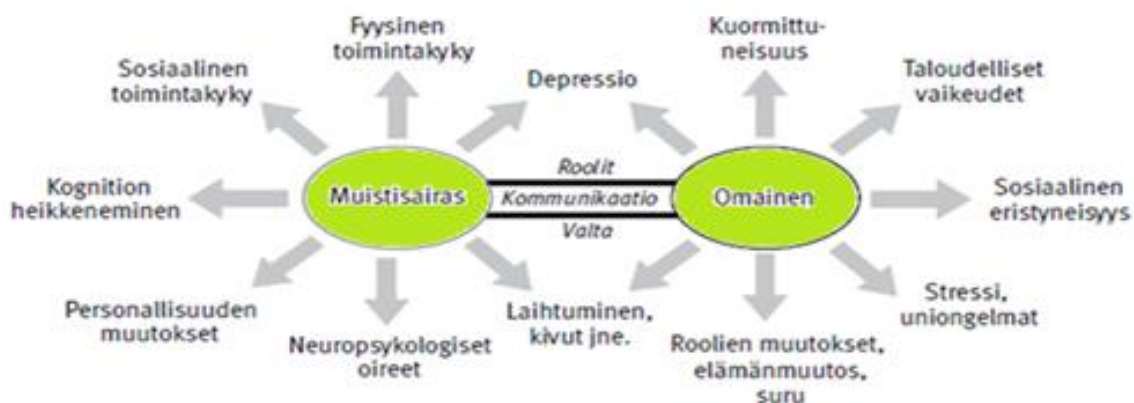 Fyysinen
toimintakyky
Kuormittu-
neisuus
Sosiaalinen
toimintakyky
Depressio
Taloudelliset
vaikeudet
Roolit
Kognition
heikkeneminen
Muistisairas
Kommunikaatio
Omainen
Sosiaalinen
eristyneisyys
Valta
Personallisuuden
muutokset
Neuropsykologiset
oireet
Laihtuminen,
kivut jne.
Roolien muutokset,
elämänmuutos,
suru
Stressi,
uniongelmat